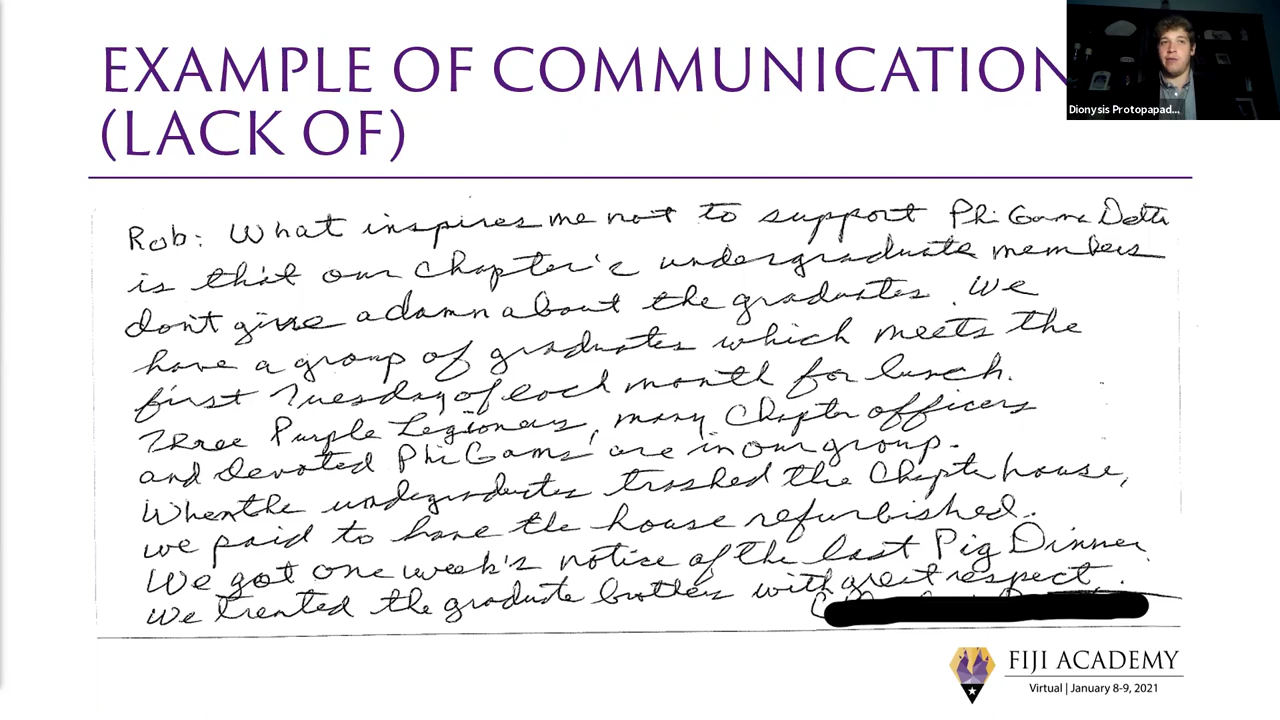 EXAMPLE OF COMMUNICATION
(LACK OF)
Dionysis Protopapad...
Rob: What inspires me not to support Phi Gama Delta
is that our Chapter's undergraduate members
don't give a damn about the graduates. We
have a group of graduates which meets the
first Tuesday of each month for lunch.
Three Purple Legioners, many Chapter officers
and devoted Phi Gams are in our group.
When the undegraduates trashed the Chapter house,
we paid to have the house refurbished.
We got one week's notice of the last Pig Dinner.
We treated the graduate brothers with great respect.
FIJI ACADEMY
Virtual | January 8-9, 2021